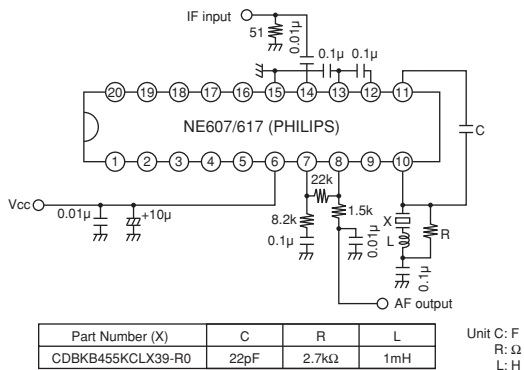 IF input
51
0.01μ
0.1μ
0.1μ
20 19 18 17 16 15 14 13 12 11
NE607/617 (PHILIPS)
C
1 2 3 4 5 6 7 8 9 10
22k
Vcc
0.01μ
+10μ
8.2k
1.5k
X
0.1μ
0.01μ
L
R
0.1μ
AF output
Part Number (X) C R L
CDBKB455KCLX39-R0 22pF 2.7kΩ 1mH
Unit C: F
R: Ω
L: H